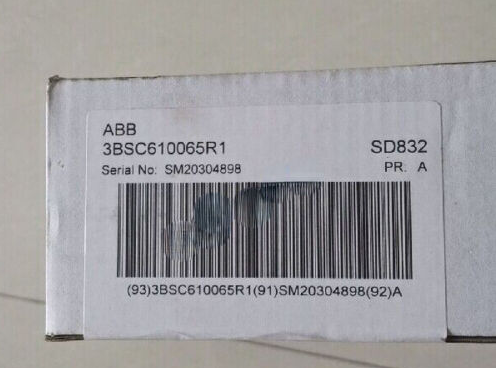 ABB
3BSC610065R1 SD832
Serial No: SM20304898 PR: A
(93)3BSC610065R1(91)SM20304898(92)A